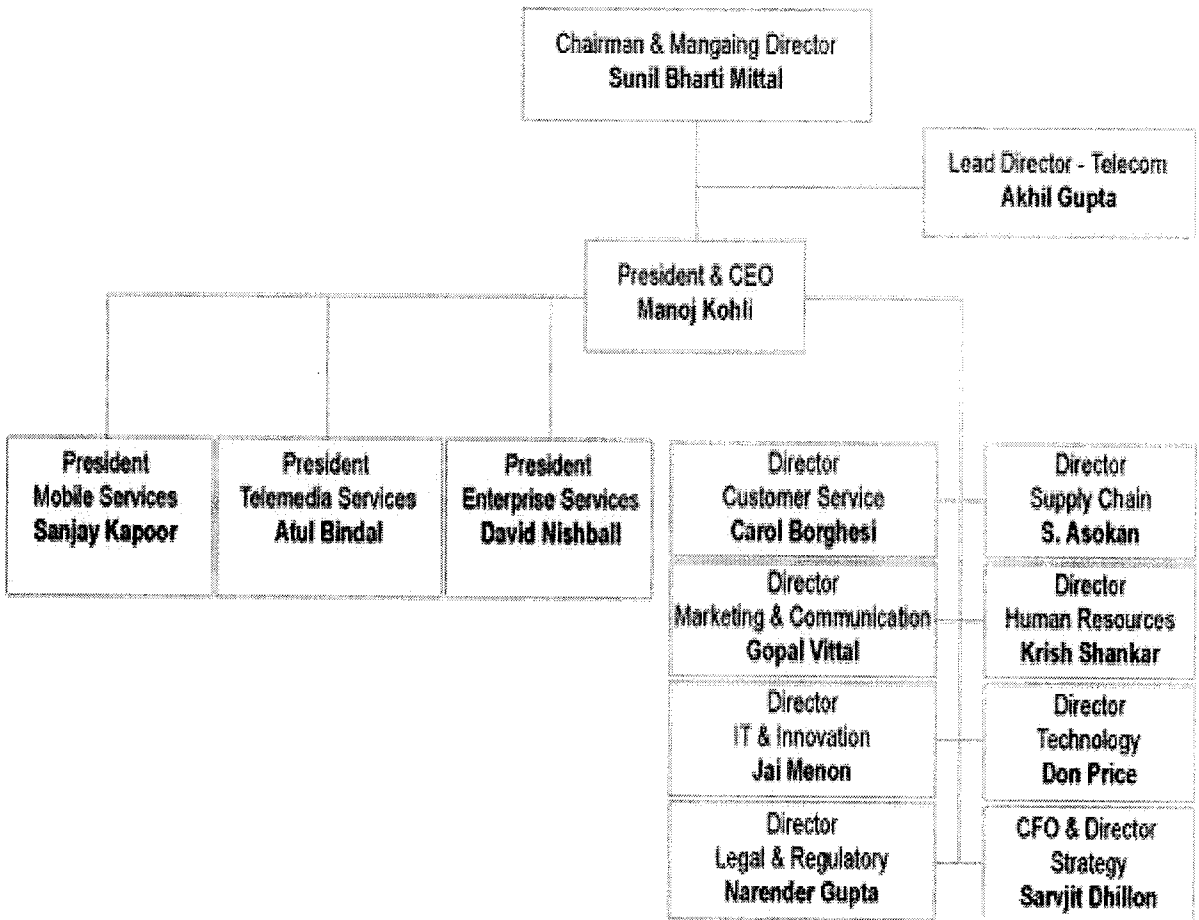 Chairman & Mangaing Director
Sunil Bharti Mittal
Lead Director - Telecom
Akhil Gupta
President & CEO
Manoj Kohli
President
Mobile Services
Sanjay Kapoor
President
Telemedia Services
Atul Bindal
President
Enterprise Services
David Nishball
Director
Customer Service
Carol Borghesi
Director
Supply Chain
S. Asokan
Director
Marketing & Communication
Gopal Vittal
Director
Human Resources
Krish Shankar
Director
IT & Innovation
Jai Menon
Director
Technology
Don Price
Director
Legal & Regulatory
Narender Gupta
CFO & Director
Strategy
Sarvjit Dhillon